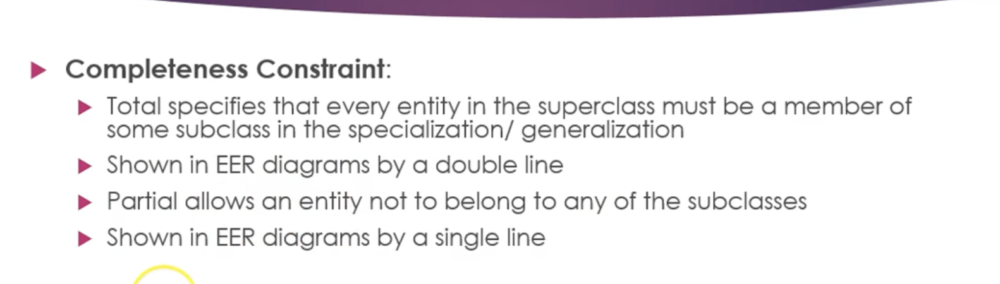 Completeness Constraint:
Total specifies that every entity in the superclass must be a member of
some subclass in the specialization/ generalization
Shown in EER diagrams by a double line
Partial allows an entity not to belong to any of the subclasses
Shown in EER diagrams by a single line